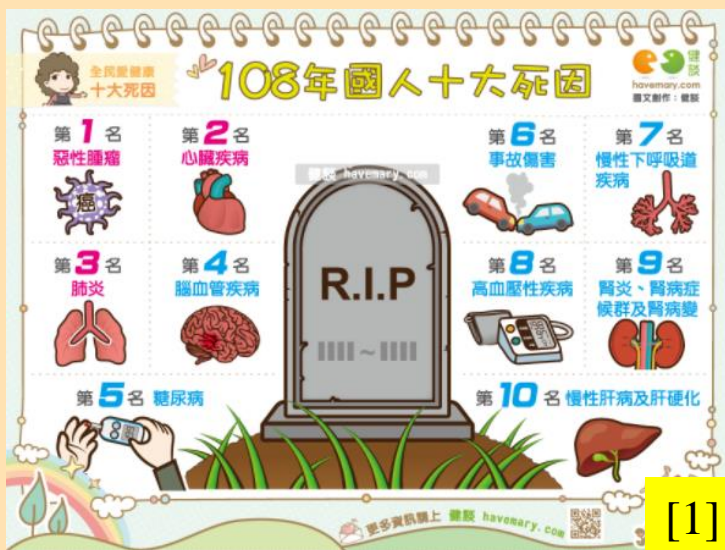 全民愛健康
十大死因
108年國人十大死因
健談
havemary.com
圖文創作：健談
第1名
惡性腫瘤
癌
第2名
心臟疾病
第3名
肺炎
第4名
腦血管疾病
第5名 糖尿病
健談 havemary.com
R.I.P
第6名
事故傷害
第7名
慢性下呼吸道
疾病
第8名
高血壓性疾病
第9名
腎炎、腎病症
候群及腎病變
第10名 慢性肝病及肝硬化
更多資訊請上 健談 havemary.com
[1]